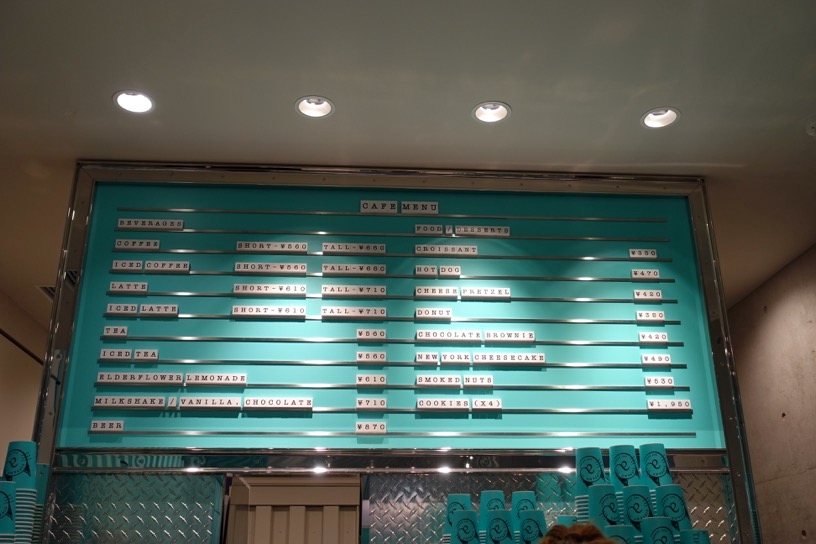 CAFE MENU
BEVERAGES
COFFEE SHORT-¥560 TALL-¥660
ICED COFFEE SHORT-¥560 TALL-¥660
LATTE SHORT-¥610 TALL-¥710
ICED LATTE SHORT-¥610 TALL-¥710
TEA ¥560
ICED TEA ¥560
ELDERFLOWER LEMONADE ¥610
MILKSHAKE / VANILLA, CHOCOLATE ¥710
BEER ¥870
FOOD / DESSERTS
CROISSANT
HOT DOG ¥470
CHEESE PRETZEL ¥420
DONUT
CHOCOLATE BROWNIE ¥420
NEW YORK CHEESECAKE ¥490
SMOKED NUTS ¥530
COOKIES (X4) ¥1,950